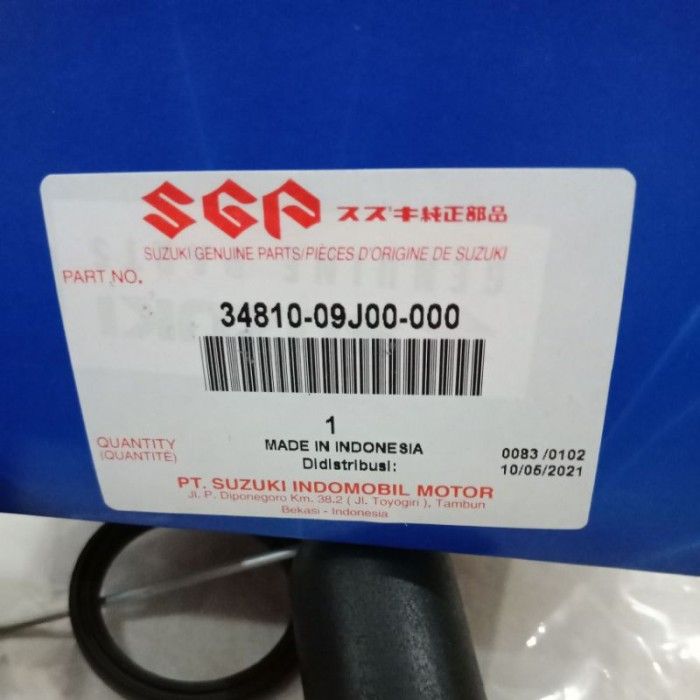 SGP スズキ純正部品
SUZUKI GENUINE PARTS/PIÈCES D'ORIGINE DE SUZUKI
PART NO.
34810-09J00-000
1
QUANTITY
(QUANTITÉ)
MADE IN INDONESIA
Didistribusi:
0083 /0102
10/05/2021
PT. SUZUKI INDOMOBIL MOTOR
Jl. P. Diponegoro Km. 38.2 ( Jl. Toyogiri ), Tambun
Bekasi - Indonesia